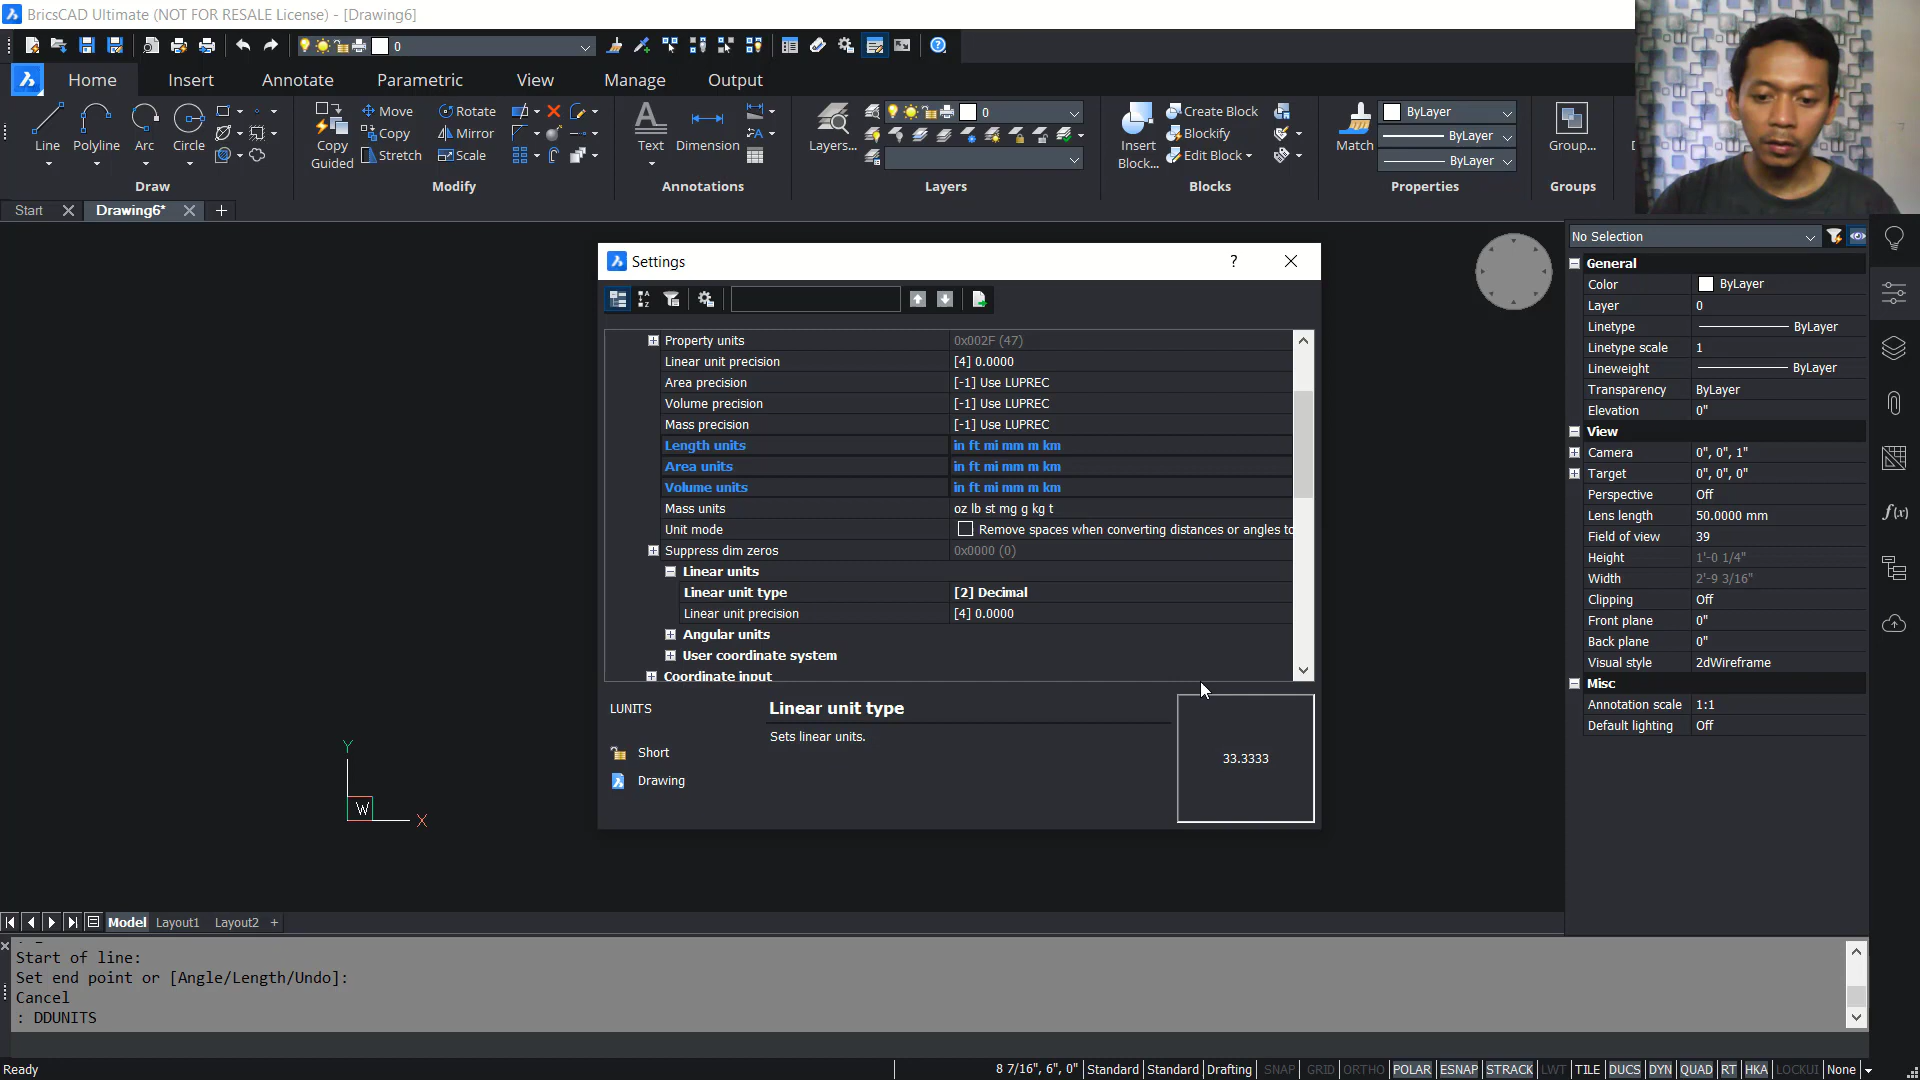 BricsCAD Ultimate (NOT FOR RESALE License) - [Drawing6]
0
Home Insert Annotate Parametric View Manage Output
Line Polyline Arc Circle
Copy Guided
Move Rotate
Copy Mirror
Stretch Scale
Text Dimension
Layers...
0
Insert Block...
Create Block
Blockify
Edit Block
Match
ByLayer
ByLayer
ByLayer
Group...
Draw Modify Annotations Layers Blocks Properties Groups
Start Drawing6*
Settings
?
Property units 0x002F (47)
Linear unit precision [4] 0.0000
Area precision [-1] Use LUPREC
Volume precision [-1] Use LUPREC
Mass precision [-1] Use LUPREC
Length units in ft mi mm m km
Area units in ft mi mm m km
Volume units in ft mi mm m km
Mass units oz lb st mg g kg t
Unit mode Remove spaces when converting distances or angles to
Suppress dim zeros 0x0000 (0)
Linear units
Linear unit type [2] Decimal
Linear unit precision [4] 0.0000
Angular units
User coordinate system
Coordinate input
LUNITS Linear unit type
Sets linear units.
Short
Drawing
33.3333
No Selection
General
Color ByLayer
Layer 0
Linetype ByLayer
Linetype scale 1
Lineweight ByLayer
Transparency ByLayer
Elevation 0"
View
Camera 0", 0", 1"
Target 0", 0", 0"
Perspective Off
Lens length 50.0000 mm
Field of view 39
Height 1'-0 1/4"
Width 2'-9 3/16"
Clipping Off
Front plane 0"
Back plane 0"
Visual style 2dWireframe
Misc
Annotation scale 1:1
Default lighting Off
f(x)
Y
W
X
Model Layout1 Layout2 +
Start of line:
Set end point or [Angle/Length/Undo]:
Cancel
: DDUNITS
Ready 8 7/16", 6", 0" Standard Standard Drafting SNAP GRID ORTHO POLAR ESNAP STRACK LWT TILE DUCS DYN QUAD RT HKA LOCKUI None